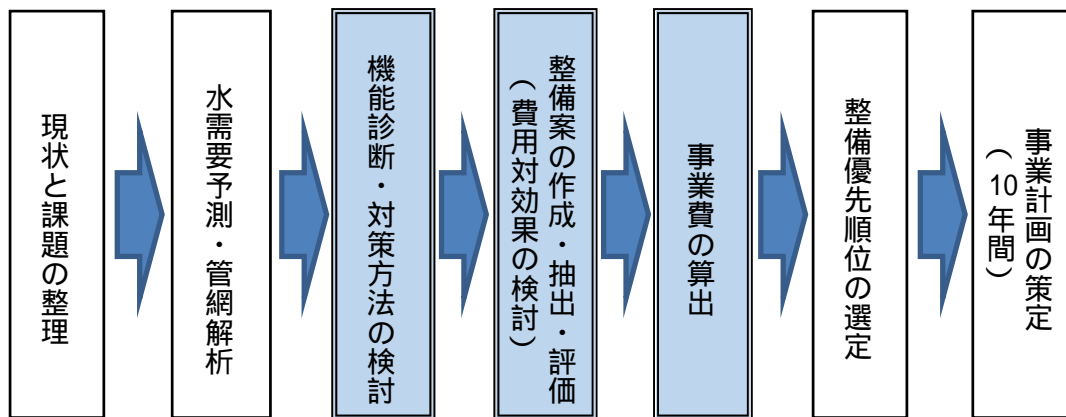 現状と課題の整理
水需要予測・管網解析
機能診断・対策方法の検討
整備案の作成・抽出・評価
(費用対効果の検討)
事業費の算出
整備優先順位の選定
事業計画の策定
(10年間)